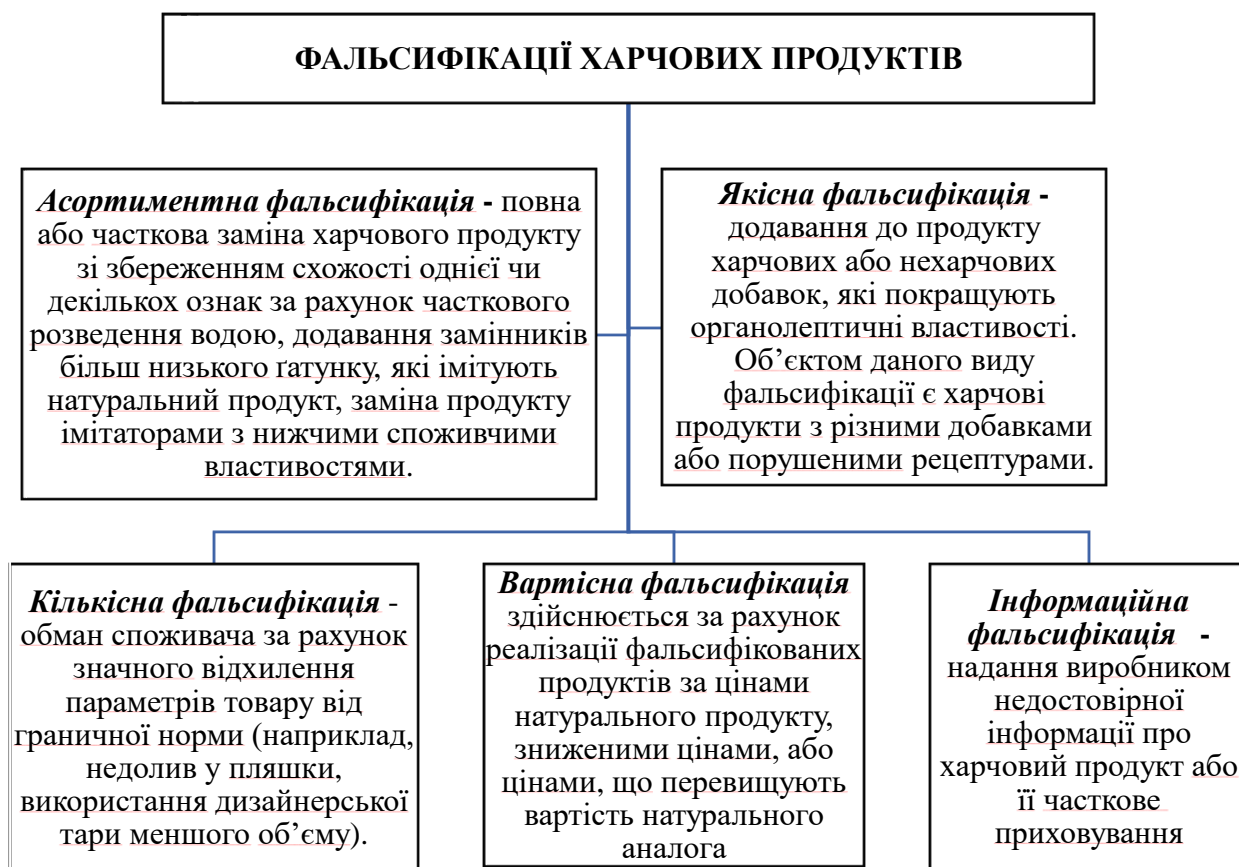 ФАЛЬСИФІКАЦІЇ ХАРЧОВИХ ПРОДУКТІВ
Асортиментна фальсифікація - повна
або часткова заміна харчового продукту
зі збереженням схожості однієї чи
декількох ознак за рахунок часткового
розведення водою, додавання замінників
більш низького ґатунку, які імітують
натуральний продукт, заміна продукту
імітаторами з нижчими споживчими
властивостями.
Якісна фальсифікація -
додавання до продукту
харчових або нехарчових
добавок, які покращують
органолептичні властивості.
Об’єктом даного виду
фальсифікації є харчові
продукти з різними добавками
або порушеними рецептурами.
Кількісна фальсифікація -
обман споживача за рахунок
значного відхилення
параметрів товару від
граничної норми (наприклад,
недолив у пляшки,
використання дизайнерської
тари меншого об’єму).
Вартісна фальсифікація
здійснюється за рахунок
реалізації фальсифікованих
продуктів за цінами
натурального продукту,
зниженими цінами, або
цінами, що перевищують
вартість натурального
аналога
Інформаційна
фальсифікація -
надання виробником
недостовірної
інформації про
харчовий продукт або
її часткове
приховування